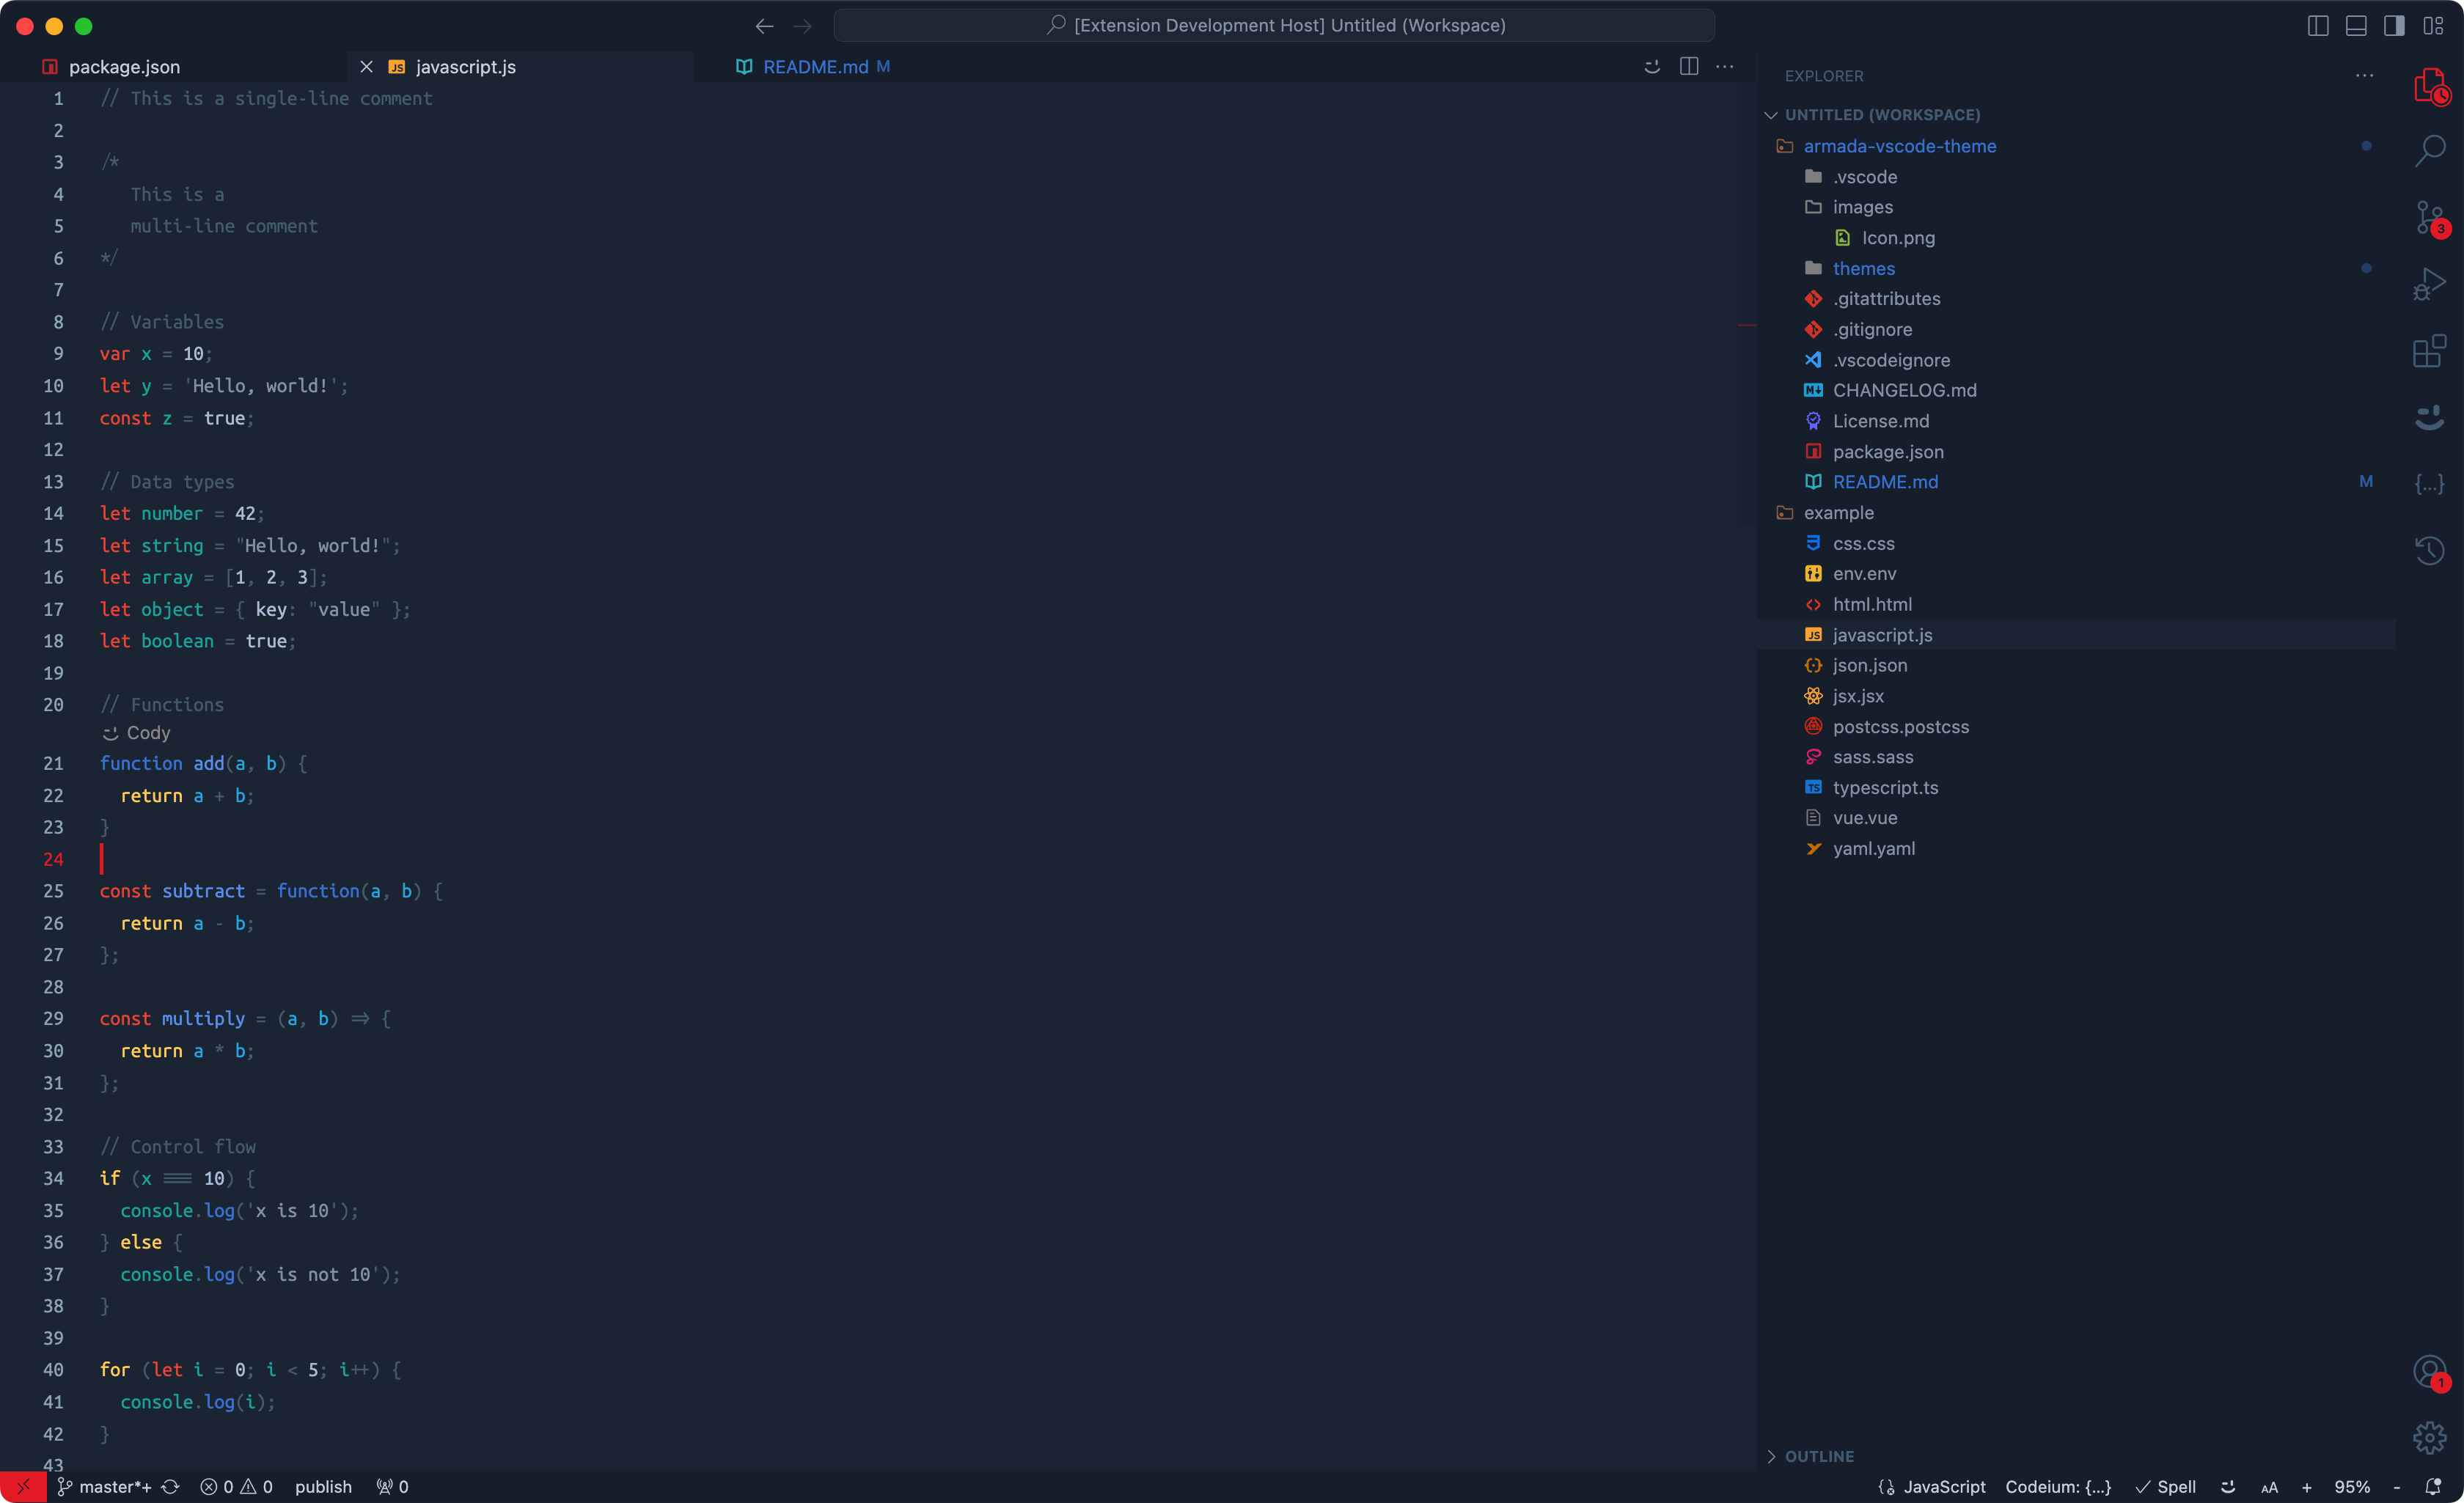 [Extension Development Host] Untitled (Workspace)
package.json
JS javascript.js
README.md M
1 // This is a single-line comment
2
3 /*
4    This is a
5    multi-line comment
6 */
7
8 // Variables
9 var x = 10;
10 let y = 'Hello, world!';
11 const z = true;
12
13 // Data types
14 let number = 42;
15 let string = "Hello, world!";
16 let array = [1, 2, 3];
17 let object = { key: "value" };
18 let boolean = true;
19
20 // Functions
Cody
21 function add(a, b) {
22   return a + b;
23 }
24
25 const subtract = function(a, b) {
26   return a - b;
27 };
28
29 const multiply = (a, b) => {
30   return a * b;
31 };
32
33 // Control flow
34 if (x === 10) {
35   console.log('x is 10');
36 } else {
37   console.log('x is not 10');
38 }
39
40 for (let i = 0; i < 5; i++) {
41   console.log(i);
42 }
43
EXPLORER
UNTITLED (WORKSPACE)
armada-vscode-theme
.vscode
images
Icon.png
themes
.gitattributes
.gitignore
.vscodeignore
M CHANGELOG.md
License.md
package.json
README.md M
example
css.css
env.env
html.html
JS javascript.js
json.json
jsx.jsx
postcss.postcss
sass.sass
TS typescript.ts
vue.vue
yaml.yaml
OUTLINE
3
{...}
1
master*+ 0 0 publish 0
JavaScript Codeium: {...} Spell AA + 95% -